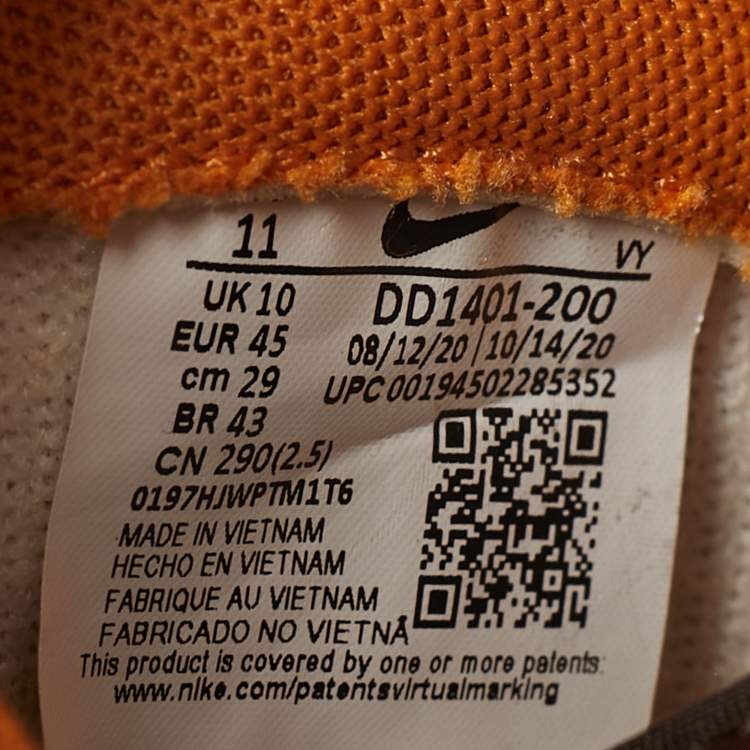 11
VY
UK 10
DD1401-200
EUR 45
08/12/20 | 10/14/20
cm 29
UPC 00194502285352
BR 43
CN 290(2.5)
0197HJWPTM1T6
MADE IN VIETNAM
HECHO EN VIETNAM
FABRIQUE AU VIETNAM
FABRICADO NO VIETNÃ
This product is covered by one or more patents:
www.nike.com/patentsvirtualmarking